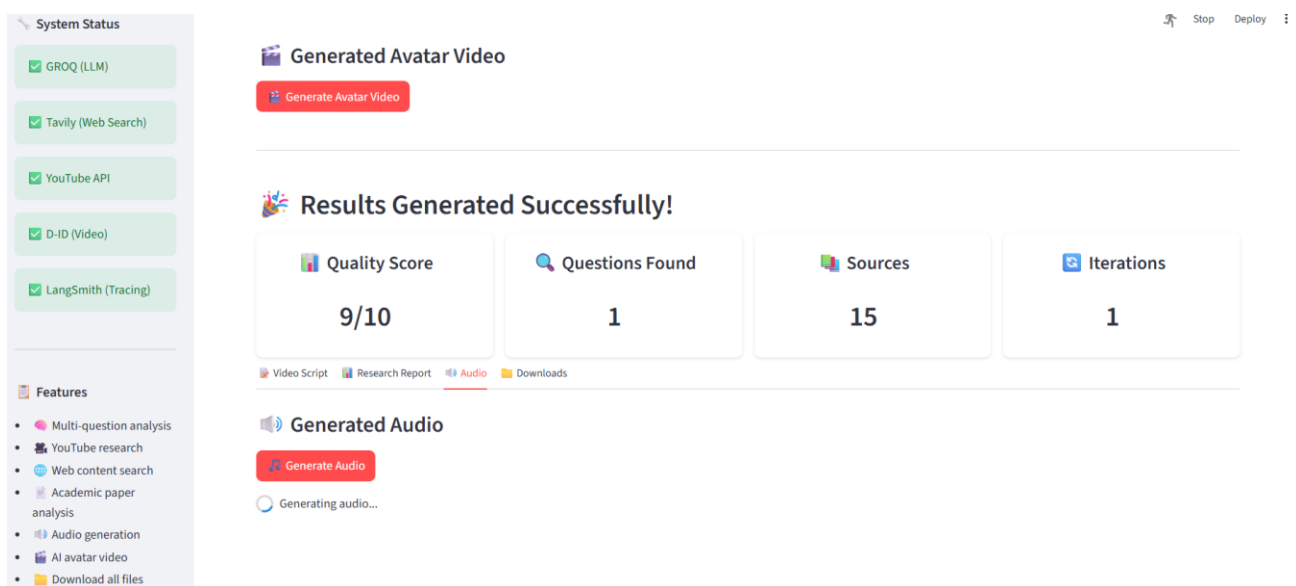 System Status
GROQ (LLM)
Tavily (Web Search)
YouTube API
D-ID (Video)
LangSmith (Tracing)
Features
Multi-question analysis
YouTube research
Web content search
Academic paper
analysis
Audio generation
AI avatar video
Download all files
Stop Deploy
Generated Avatar Video
Generate Avatar Video
Results Generated Successfully!
Quality Score
9/10
Questions Found
1
Sources
15
Iterations
1
Video Script Research Report Audio Downloads
Generated Audio
Generate Audio
Generating audio...